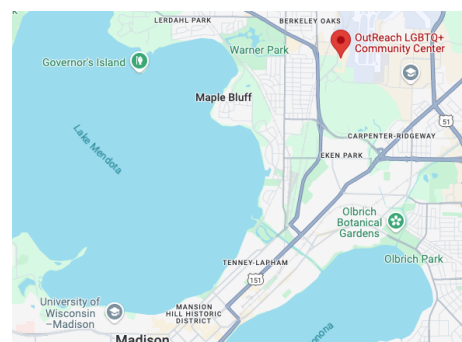 LERDAHL PARK
BERKELEY OAKS
OutReach LGBTQ+
Community Center
Warner Park
Governor's Island
Maple Bluff
51
CARPENTER-RIDGEWAY
Lake Mendota
EKEN PARK
Olbrich
Botanical
Gardens
Olbrich Park
TENNEY-LAPHAM
151
University of
Wisconsin
–Madison
MANSION
HILL HISTORIC
DISTRICT
Madison
nona
51